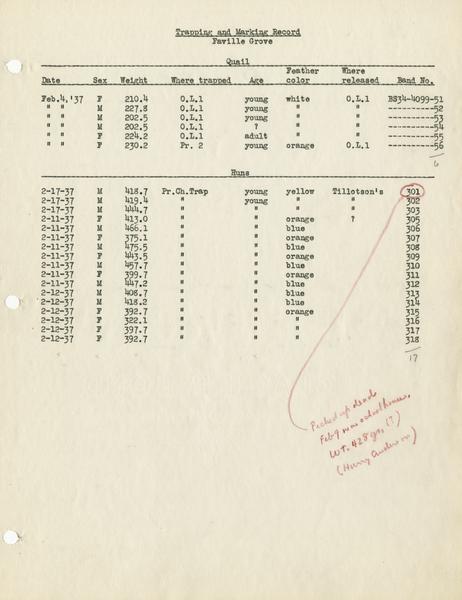 Trapping and Marking Record
Faville Grove
Quail
Date Sex Weight Where trapped Age Feather color Where released Band No.
Feb.4,'37 F 210.4 O.L.1 young white O.L.1 BS34-4099-51
" " M 227.8 O.L.1 young " " ----------52
" " M 202.5 O.L.1 young " " ----------53
" " M 202.5 O.L.1 ? " " ----------54
" " F 224.2 O.L.1 adult " " ----------55
" " F 230.2 Pr. 2 young orange O.L.1 ----------56
6
Huns
2-17-37 M 418.7 Pr.Ch.Trap young yellow Tillotson's 301
2-17-37 M 419.4 " young " " 302
2-17-37 M 444.7 " " " " 303
2-11-37 F 413.0 " " orange ? 305
2-11-37 M 466.1 " " blue 306
2-11-37 F 375.1 " " orange 307
2-11-37 M 475.5 " " blue 308
2-11-37 F 443.5 " " orange 309
2-11-37 M 457.7 " " blue 310
2-11-37 F 399.7 " " orange 311
2-11-37 M 447.2 " " blue 312
2-12-37 M 408.7 " " blue 313
2-12-37 M 418.2 " " blue 314
2-12-37 F 392.7 " " orange 315
2-12-37 F 322.1 " " " 316
2-12-37 F 397.7 " " " 317
2-12-37 F 392.7 " " " 318
17
Picked up dead
Feb 9 near schoolhouse.
Wt. 428 gr. (?)
(Harry Anderson)